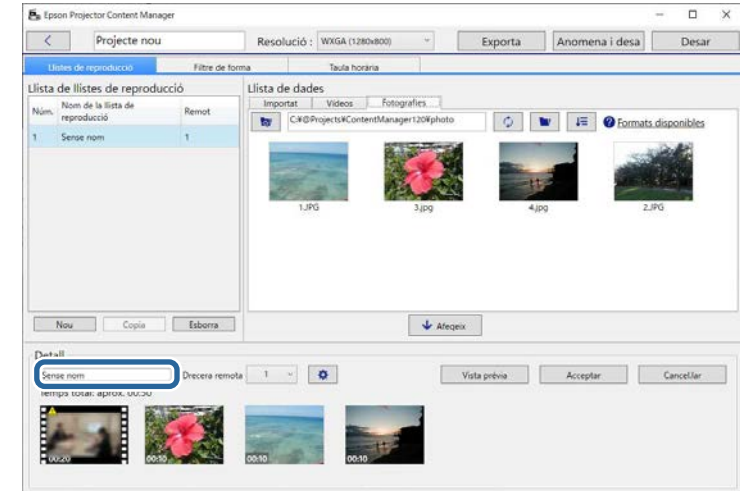 Epson Projector Content Manager
Projecte nou
Resolució : WXGA (1280x800)
Exporta
Anomena i desa
Desar
Llistes de reproducció
Filtre de forma
Taula horària
Llista de llistes de reproducció
Núm.
Nom de la llista de reproducció
Remot
1 Sense nom 1
Nou
Copia
Esborra
Llista de dades
Importat
Vídeos
Fotografies
C:¥@Projects¥ContentManager120¥photo
Formats disponibles
1.JPG
3.jpg
4.jpg
2.JPG
Afegeix
Detall
Sense nom
Drecera remota
1
Vista prèvia
Acceptar
Cancel·lar
Temps total: aprox. 00:50
00:20
00:10
00:10
00:10